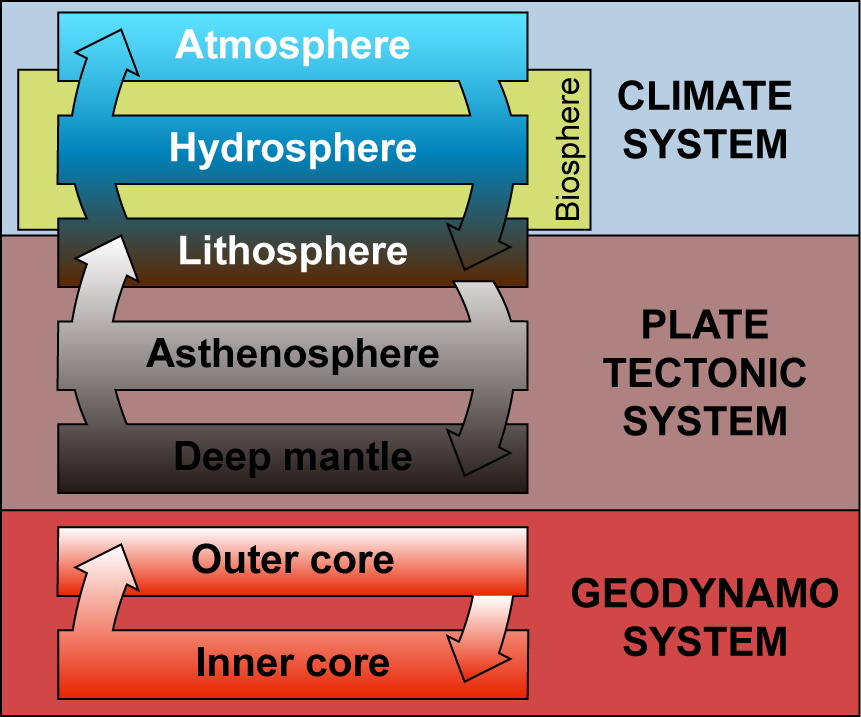 Atmosphere
Hydrosphere
Lithosphere
Biosphere
CLIMATE
SYSTEM
Asthenosphere
Deep mantle
PLATE
TECTONIC
SYSTEM
Outer core
Inner core
GEODYNAMO
SYSTEM